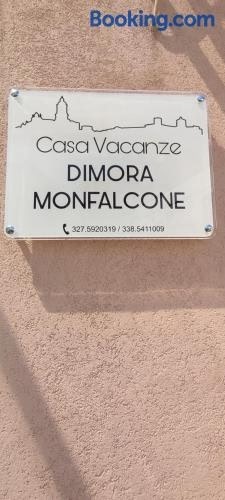 Booking.com
Casa Vacanze
DIMORA
MONFALCONE
327.5920319 / 338.5411009